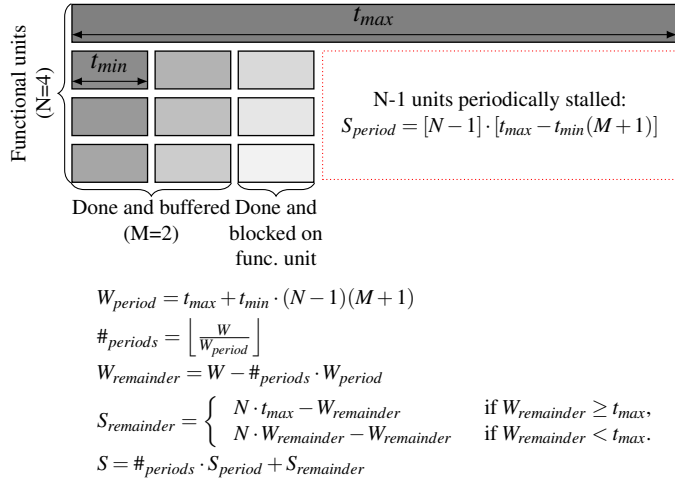 t_max
Functional units
(N=4)
t_min
N-1 units periodically stalled:
S_period = [N − 1] · [t_max − t_min(M + 1)]
Done and buffered
(M=2)
Done and
blocked on
func. unit
W_period = t_max + t_min · (N − 1)(M + 1)
#_periods = ⌊ W / W_period ⌋
W_remainder = W − #_periods · W_period
S_remainder = { N · t_max − W_remainder if W_remainder ≥ t_max,
N · W_remainder − W_remainder if W_remainder < t_max.
S = #_periods · S_period + S_remainder